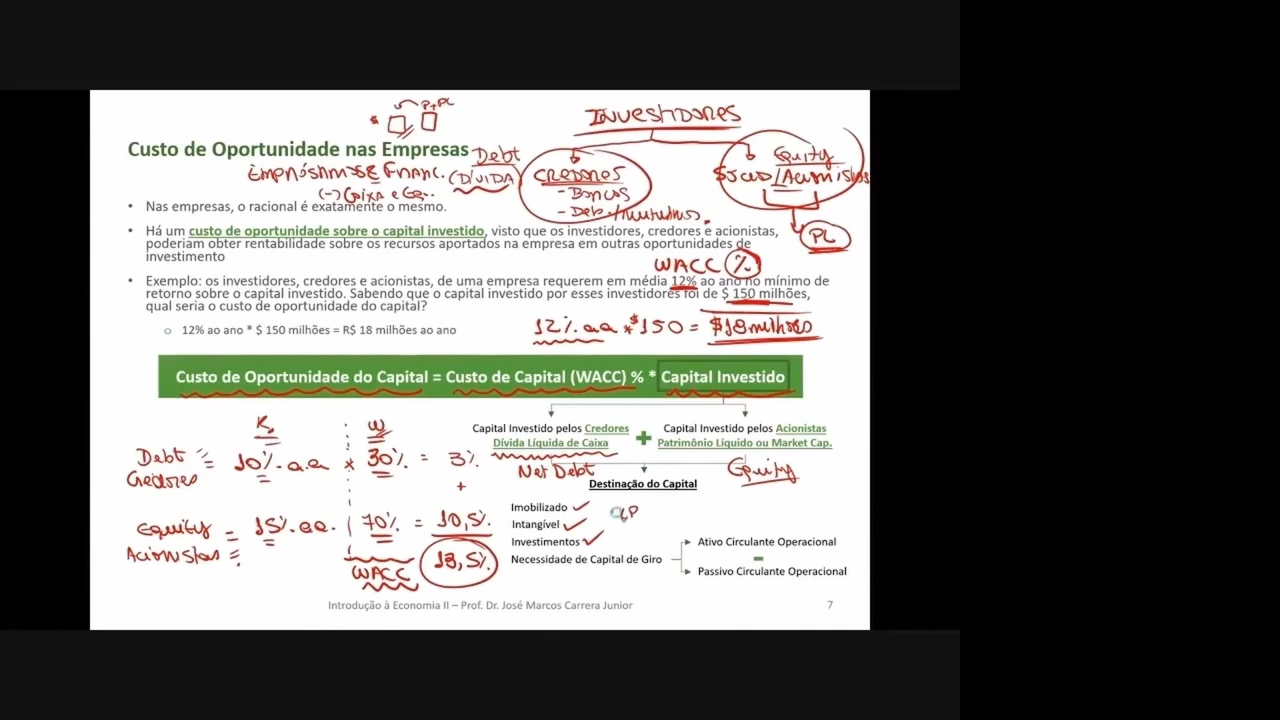 INVESTIDORES
P+PL
$
Custo de Oportunidade nas Empresas
Debt
Equity
(DÍVIDA)
CREDORES
- BANCOS
PL
Nas empresas, o racional é exatamente o mesmo.
Há um custo de oportunidade sobre o capital investido, visto que os investidores, credores e acionistas,
poderiam obter rentabilidade sobre os recursos aportados na empresa em outras oportunidades de
investimento
WACC %
Exemplo: os investidores, credores e acionistas, de uma empresa requerem em média 12% ao ano no mínimo de
retorno sobre o capital investido. Sabendo que o capital investido por esses investidores foi de $ 150 milhões,
qual seria o custo de oportunidade do capital?
12% ao ano * $ 150 milhões = R$ 18 milhões ao ano
12% aa * $150 = $18 milhões
Custo de Oportunidade do Capital = Custo de Capital (WACC) % * Capital Investido
Capital Investido pelos Credores
Dívida Líquida de Caixa
Capital Investido pelos Acionistas
Patrimônio Líquido ou Market Cap.
Net Debt
Equity
Destinação do Capital
W
Debt = 10% a.a * 30% = 3%
Credores
+
Equity = 15% aa. 70% = 10,5%
Acionistas
WACC 13,5%
Imobilizado
Intangível
Investimentos
Necessidade de Capital de Giro
Ativo Circulante Operacional
Passivo Circulante Operacional
Introdução à Economia II – Prof. Dr. José Marcos Carrera Junior
7